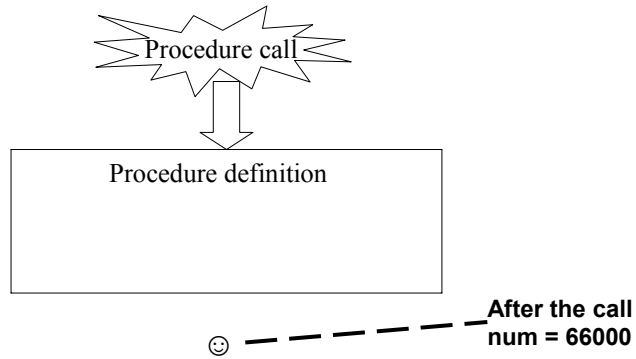 Procedure call
Procedure definition
After the call
num = 66000